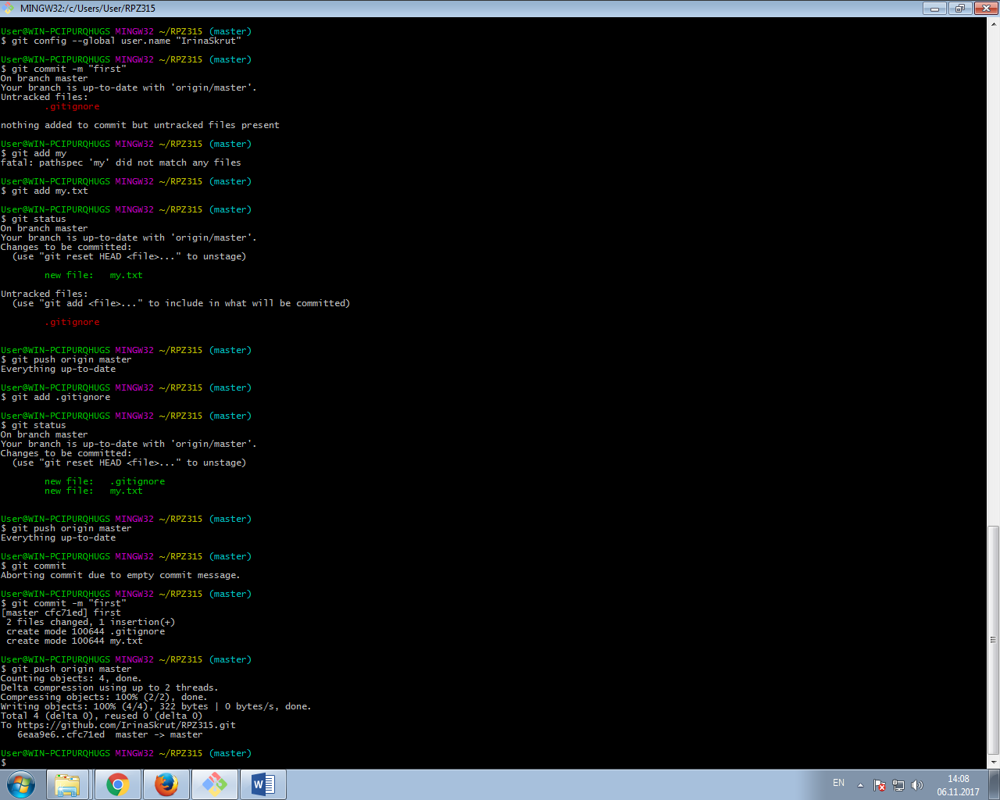 MINGW32:/c/Users/User/RPZ315
User@WIN-PCIPURQHUGS MINGW32 ~/RPZ315 (master)
$ git config --global user.name "IrinaSkrut"
User@WIN-PCIPURQHUGS MINGW32 ~/RPZ315 (master)
$ git commit -m "first"
On branch master
Your branch is up-to-date with 'origin/master'.
Untracked files:
.gitignore
nothing added to commit but untracked files present
User@WIN-PCIPURQHUGS MINGW32 ~/RPZ315 (master)
$ git add my
fatal: pathspec 'my' did not match any files
User@WIN-PCIPURQHUGS MINGW32 ~/RPZ315 (master)
$ git add my.txt
User@WIN-PCIPURQHUGS MINGW32 ~/RPZ315 (master)
$ git status
On branch master
Your branch is up-to-date with 'origin/master'.
Changes to be committed:
(use "git reset HEAD <file>..." to unstage)
new file: my.txt
Untracked files:
(use "git add <file>..." to include in what will be committed)
.gitignore
User@WIN-PCIPURQHUGS MINGW32 ~/RPZ315 (master)
$ git push origin master
Everything up-to-date
User@WIN-PCIPURQHUGS MINGW32 ~/RPZ315 (master)
$ git add .gitignore
User@WIN-PCIPURQHUGS MINGW32 ~/RPZ315 (master)
$ git status
On branch master
Your branch is up-to-date with 'origin/master'.
Changes to be committed:
(use "git reset HEAD <file>..." to unstage)
new file: .gitignore
new file: my.txt
User@WIN-PCIPURQHUGS MINGW32 ~/RPZ315 (master)
$ git push origin master
Everything up-to-date
User@WIN-PCIPURQHUGS MINGW32 ~/RPZ315 (master)
$ git commit
Aborting commit due to empty commit message.
User@WIN-PCIPURQHUGS MINGW32 ~/RPZ315 (master)
$ git commit -m "first"
[master cfc71ed] first
2 files changed, 1 insertion(+)
create mode 100644 .gitignore
create mode 100644 my.txt
User@WIN-PCIPURQHUGS MINGW32 ~/RPZ315 (master)
$ git push origin master
Counting objects: 4, done.
Delta compression using up to 2 threads.
Compressing objects: 100% (2/2), done.
Writing objects: 100% (4/4), 322 bytes | 0 bytes/s, done.
Total 4 (delta 0), reused 0 (delta 0)
To https://github.com/IrinaSkrut/RPZ315.git
6eaa9e6..cfc71ed master -> master
User@WIN-PCIPURQHUGS MINGW32 ~/RPZ315 (master)
$
W
EN
14:08
06.11.2017